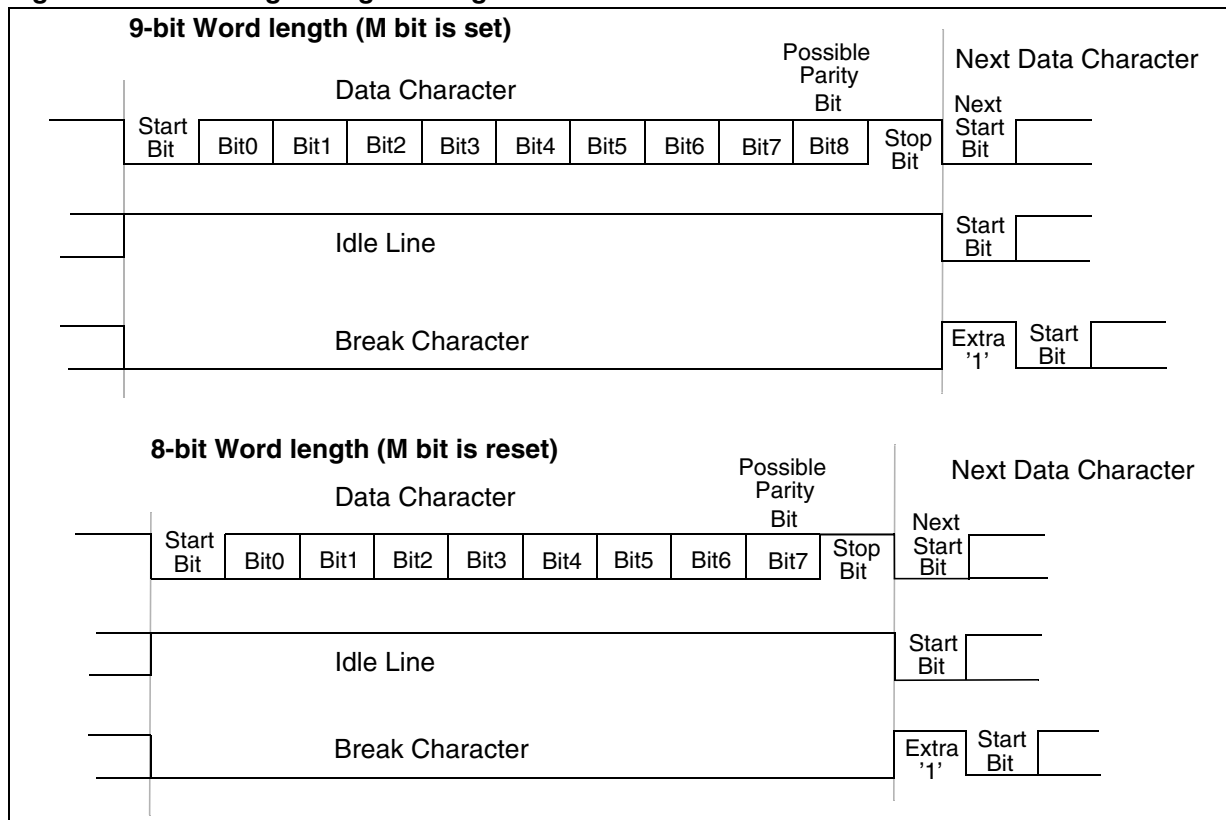 9-bit Word length (M bit is set)
Possible
Parity
Bit
Next Data Character
Data Character
Next
Start
Bit
Start
Bit
Bit0
Bit1
Bit2
Bit3
Bit4
Bit5
Bit6
Bit7
Bit8
Stop
Bit
Idle Line
Start
Bit
Break Character
Extra
'1'
Start
Bit
8-bit Word length (M bit is reset)
Possible
Parity
Bit
Next Data Character
Data Character
Next
Start
Bit
Start
Bit
Bit0
Bit1
Bit2
Bit3
Bit4
Bit5
Bit6
Bit7
Stop
Bit
Idle Line
Start
Bit
Break Character
Extra
'1'
Start
Bit